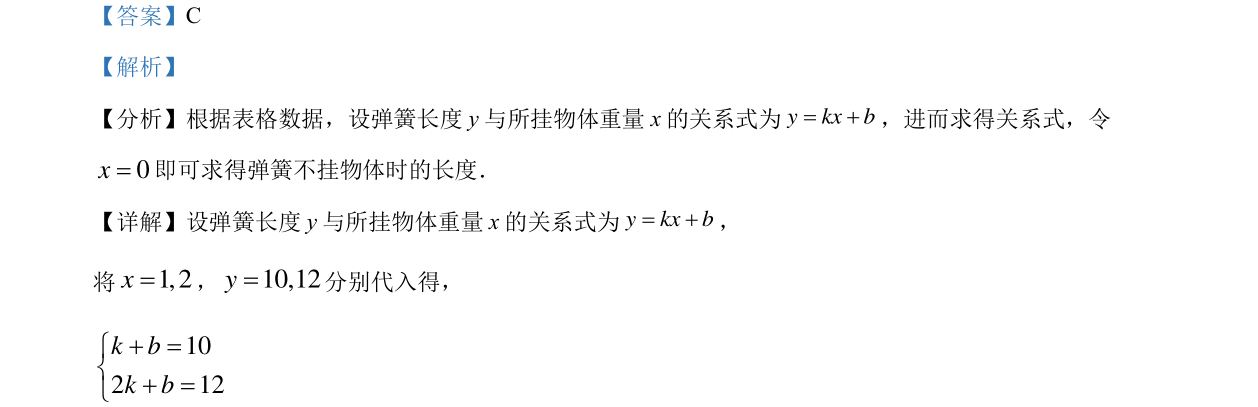 【答案】C
【解析】
【分析】根据表格数据，设弹簧长度 y 与所挂物体重量 x 的关系式为 y = kx + b，进而求得关系式，令
x = 0 即可求得弹簧不挂物体时的长度．
【详解】设弹簧长度 y 与所挂物体重量 x 的关系式为 y = kx + b，
将 x = 1, 2，y = 10,12 分别代入得，
{k + b = 10
2k + b = 12